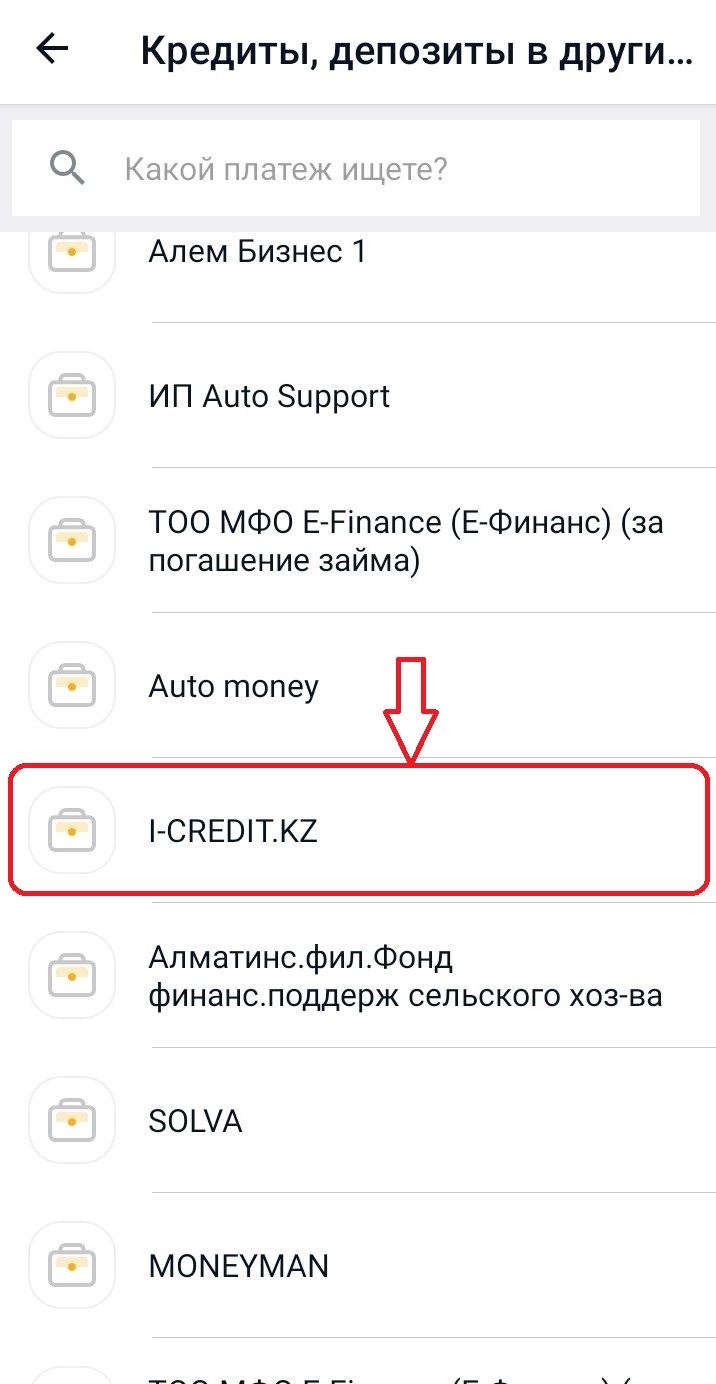 Кредиты, депозиты в други...
Какой платеж ищете?
Алем Бизнес 1
ИП Auto Support
ТОО МФО E-Finance (Е-Финанс) (за
погашение займа)
Auto money
I-CREDIT.KZ
Алматинс.фил.Фонд
финанс.поддерж сельского хоз-ва
SOLVA
MONEYMAN